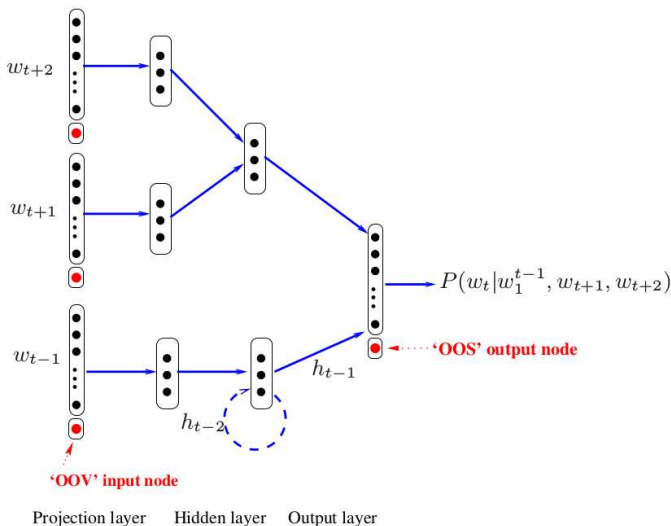 w_{t+2}
w_{t+1}
P(w_t|w_1^{t-1}, w_{t+1}, w_{t+2})
w_{t-1}
'OOS' output node
h_{t-1}
h_{t-2}
'OOV' input node
Projection layer Hidden layer Output layer